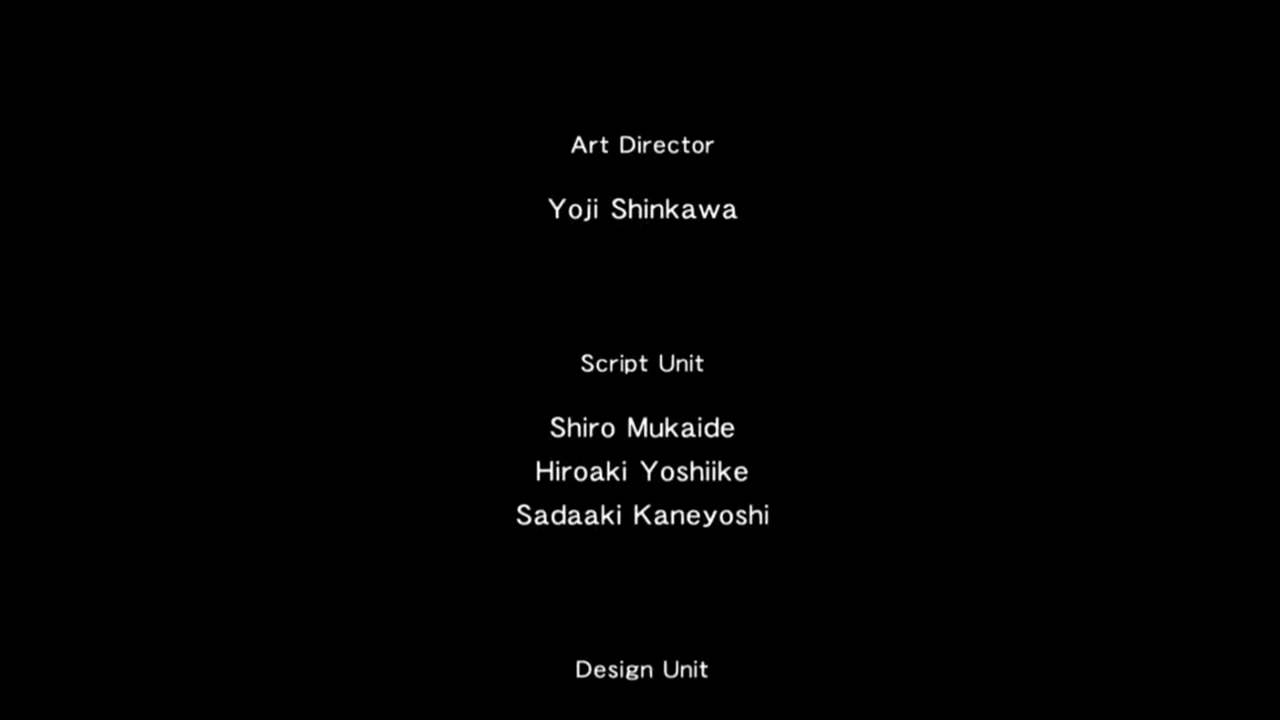 Art Director
Yoji Shinkawa
Script Unit
Shiro Mukaide
Hiroaki Yoshiike
Sadaaki Kaneyoshi
Design Unit